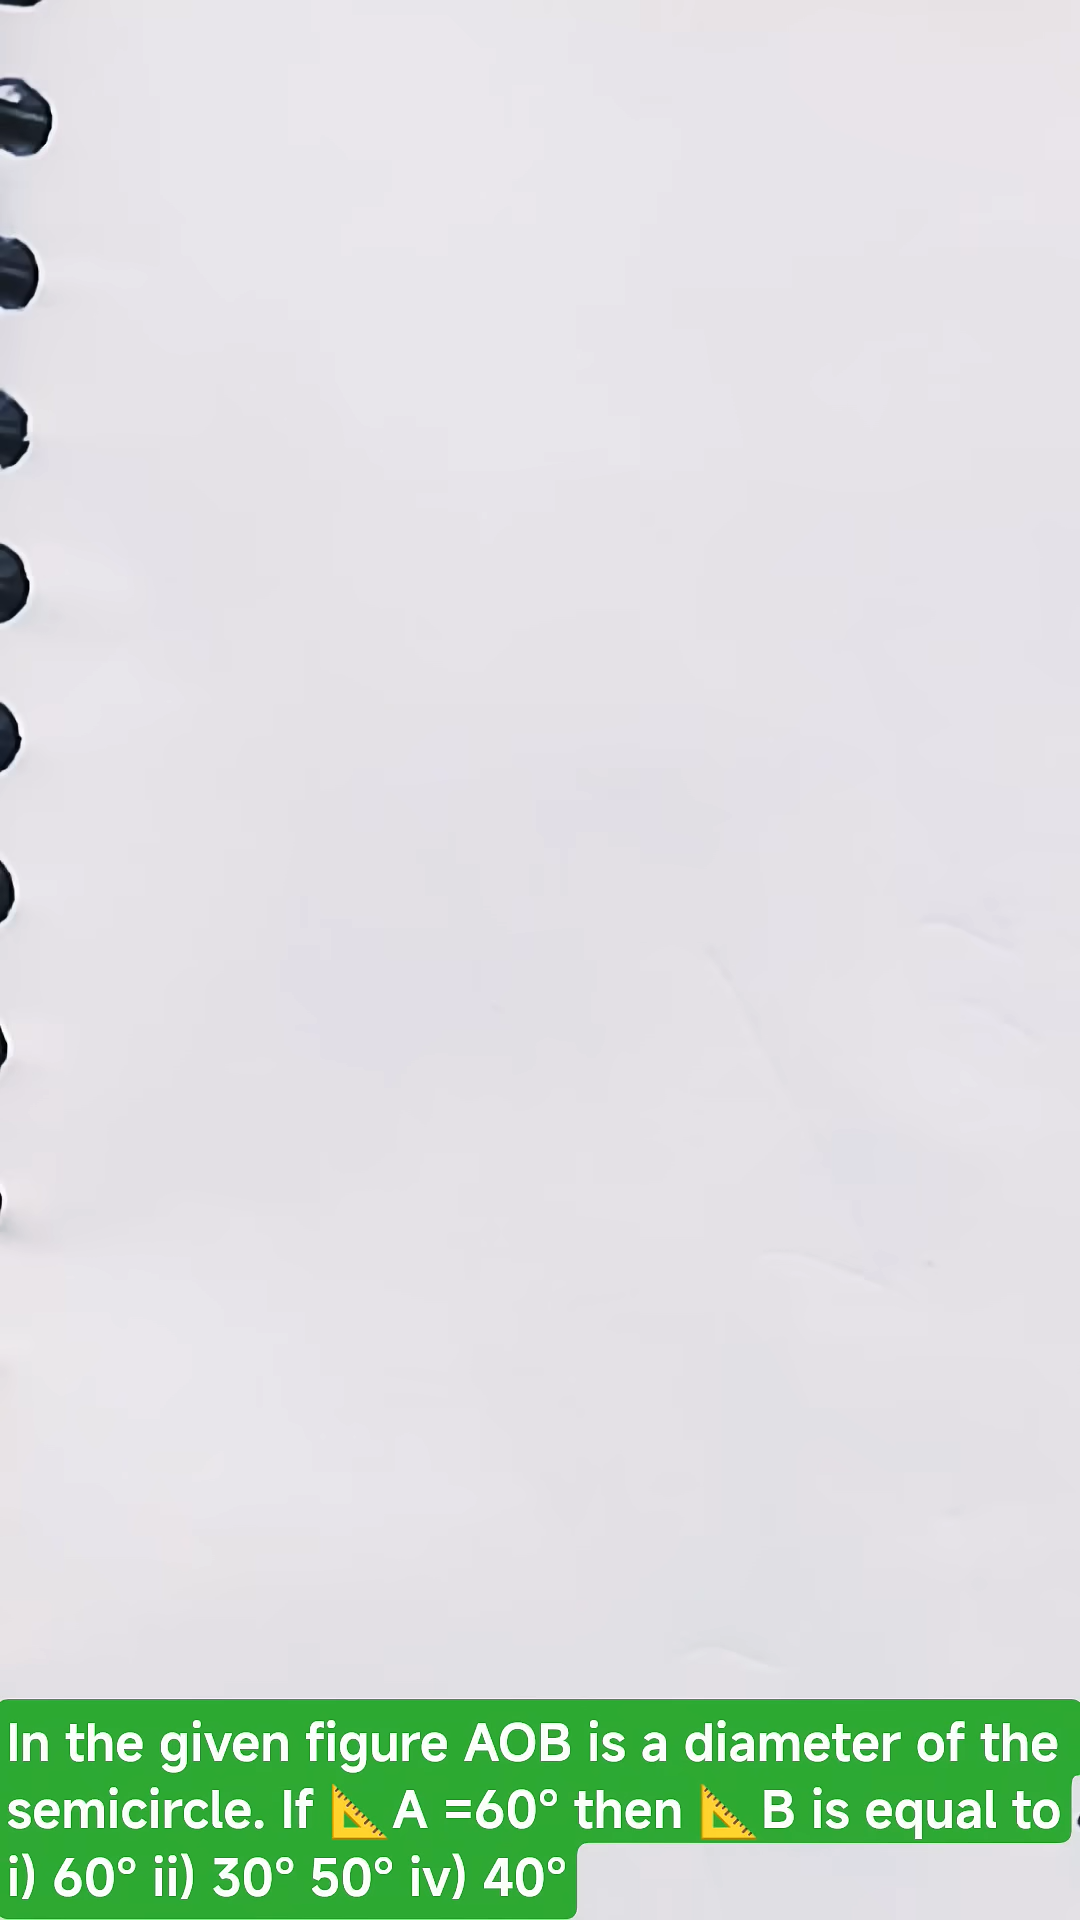 In the given figure AOB is a diameter of the
semicircle. If 📐A =60° then 📐B is equal to
i) 60° ii) 30° 50° iv) 40°